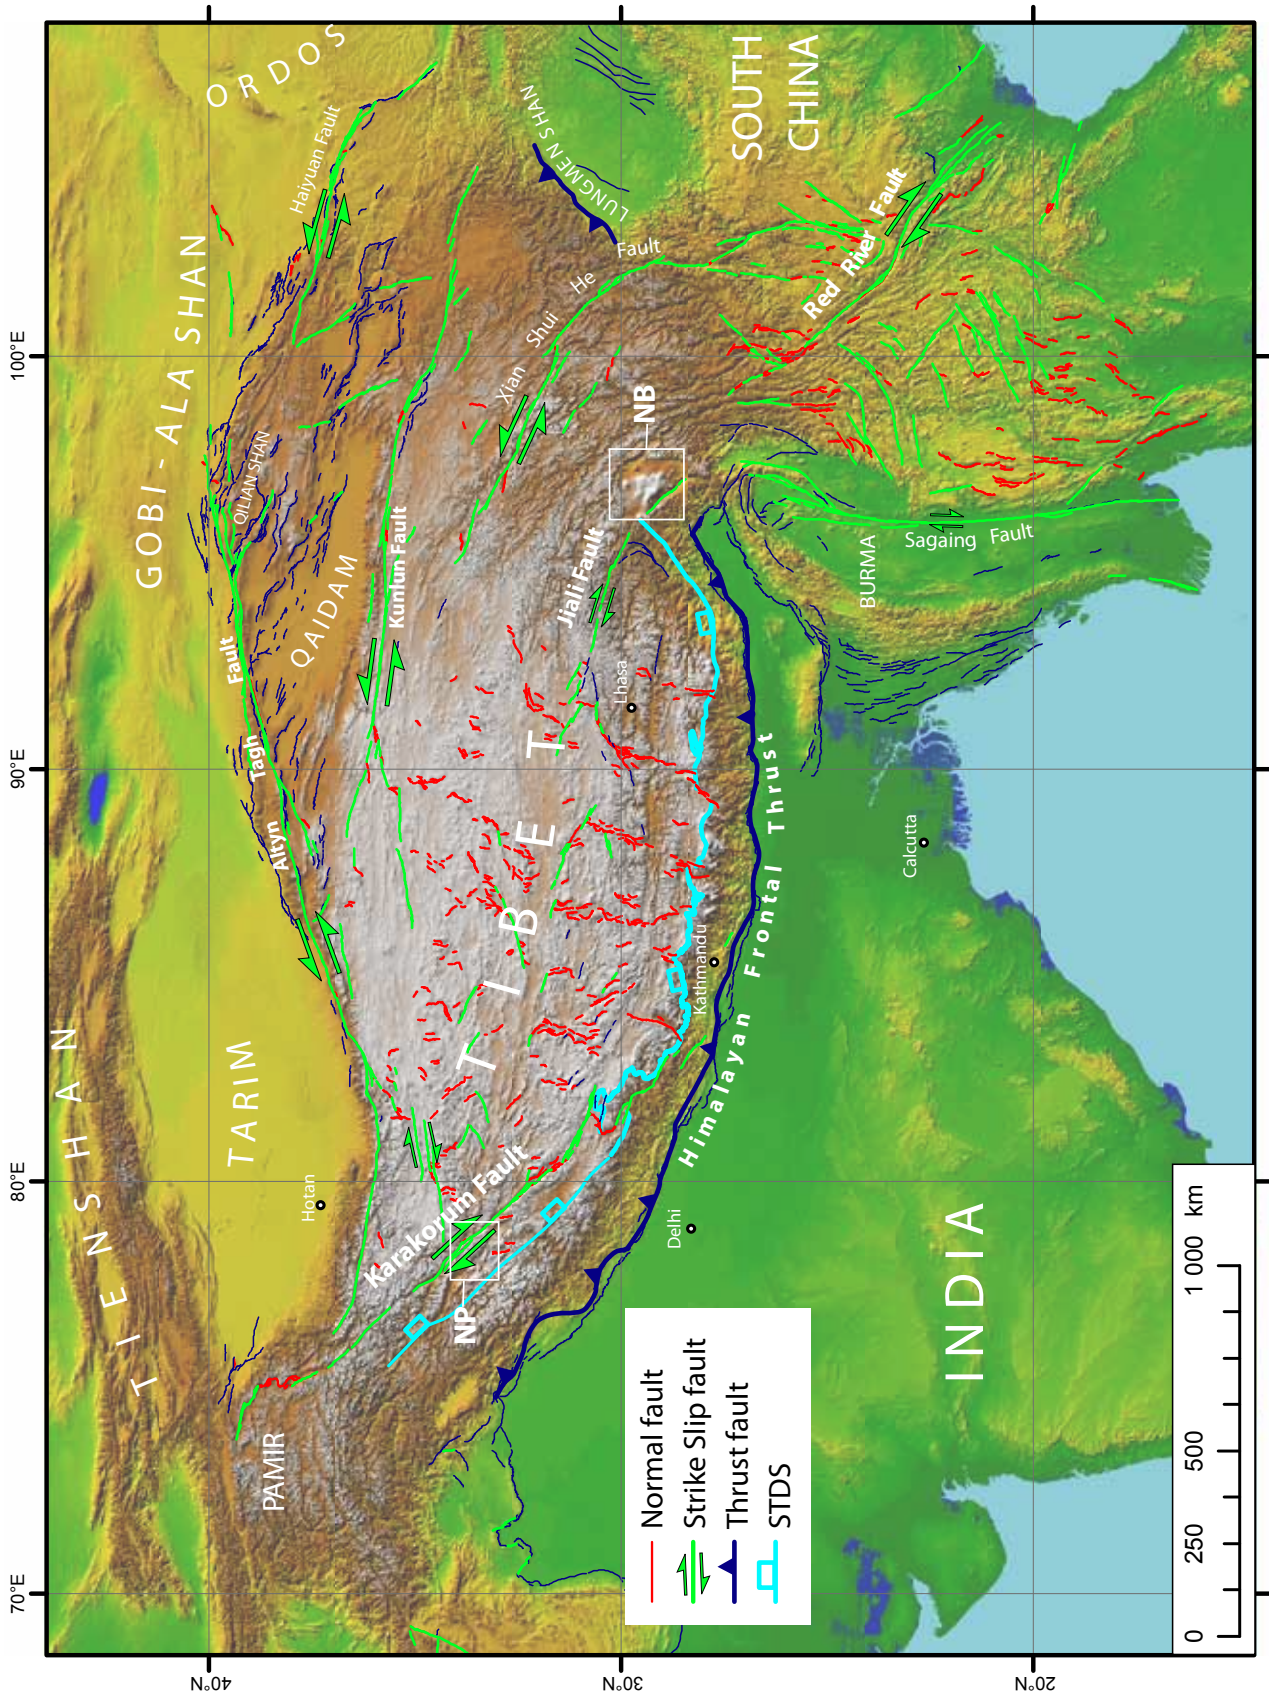 TIEN SHAN
GOBI - ALA SHAN
ORDOS
TARIM
Hotan
PAMIR
Altyn Tagh Fault
QILIAN SHAN
QAIDAM
Haiyuan Fault
Kunlun Fault
Karakorum Fault
NP
TIBET
Xian Shui He Fault
LUNGMEN SHAN
Jiali Fault
Lhasa
NB
SOUTH
CHINA
Red River Fault
Kathmandu
Himalayan Frontal Thrust
Delhi
BURMA
Sagaing Fault
Calcutta
INDIA
Normal fault
Strike Slip fault
Thrust fault
STDS
0 250 500 1 000 km
70°E
80°E
90°E
100°E
40°N
30°N
20°N